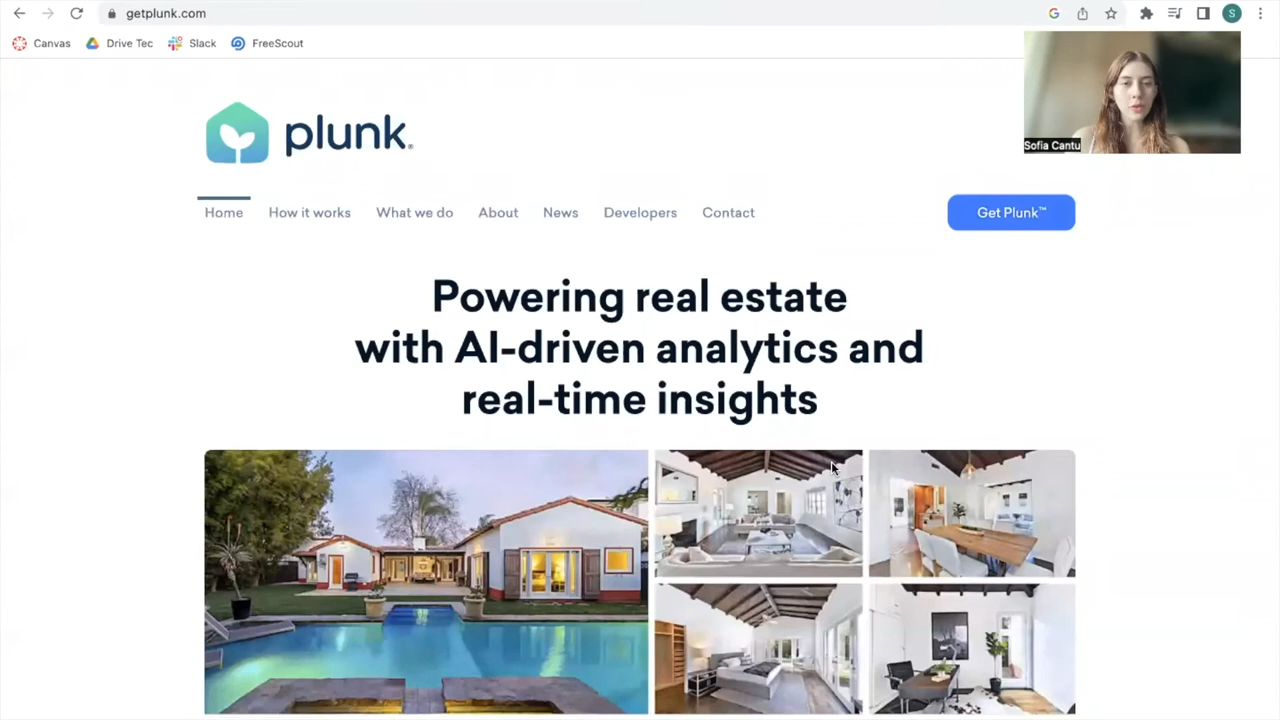 getplunk.com
G
S
Canvas
Drive Tec
Slack
FreeScout
Sofia Cantu
plunk®
Home
How it works
What we do
About
News
Developers
Contact
Get Plunk™
Powering real estate
with AI-driven analytics and
real-time insights